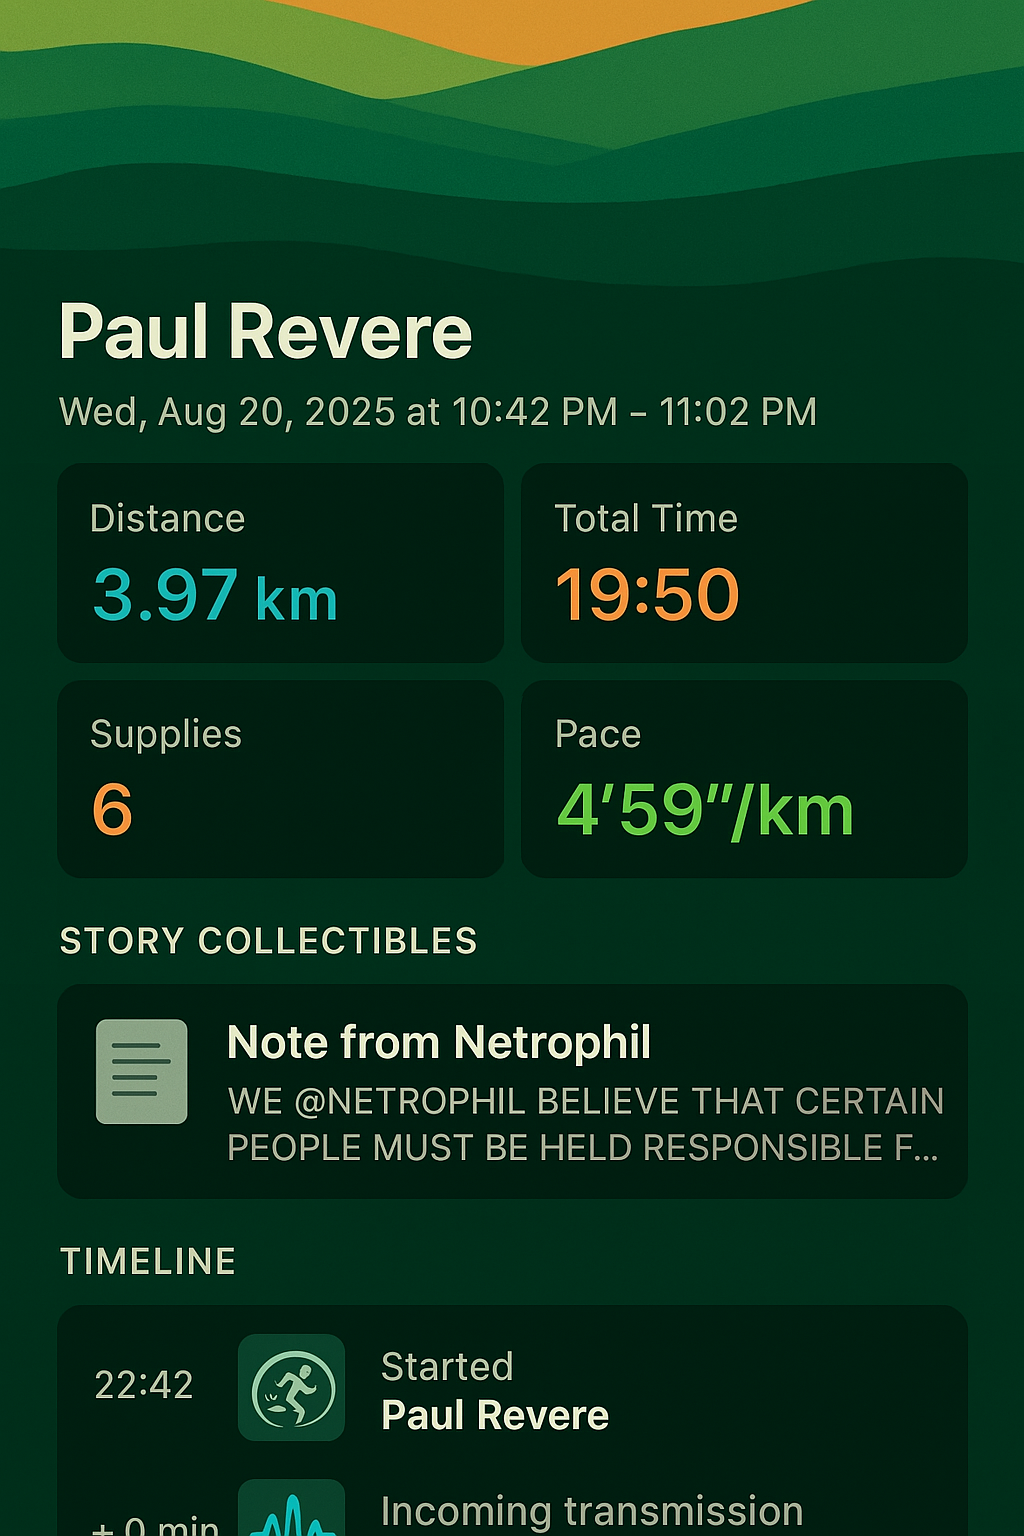 Paul Revere
Wed, Aug 20, 2025 at 10:42 PM – 11:02 PM
Distance
3.97 km
Total Time
19:50
Supplies
6
Pace
4′59″/km
STORY COLLECTIBLES
Note from Netrophil
WE @NETROPHIL BELIEVE THAT CERTAIN
PEOPLE MUST BE HELD RESPONSIBLE F...
TIMELINE
22:42
Started
Paul Revere
+ 0 min
Incoming transmission